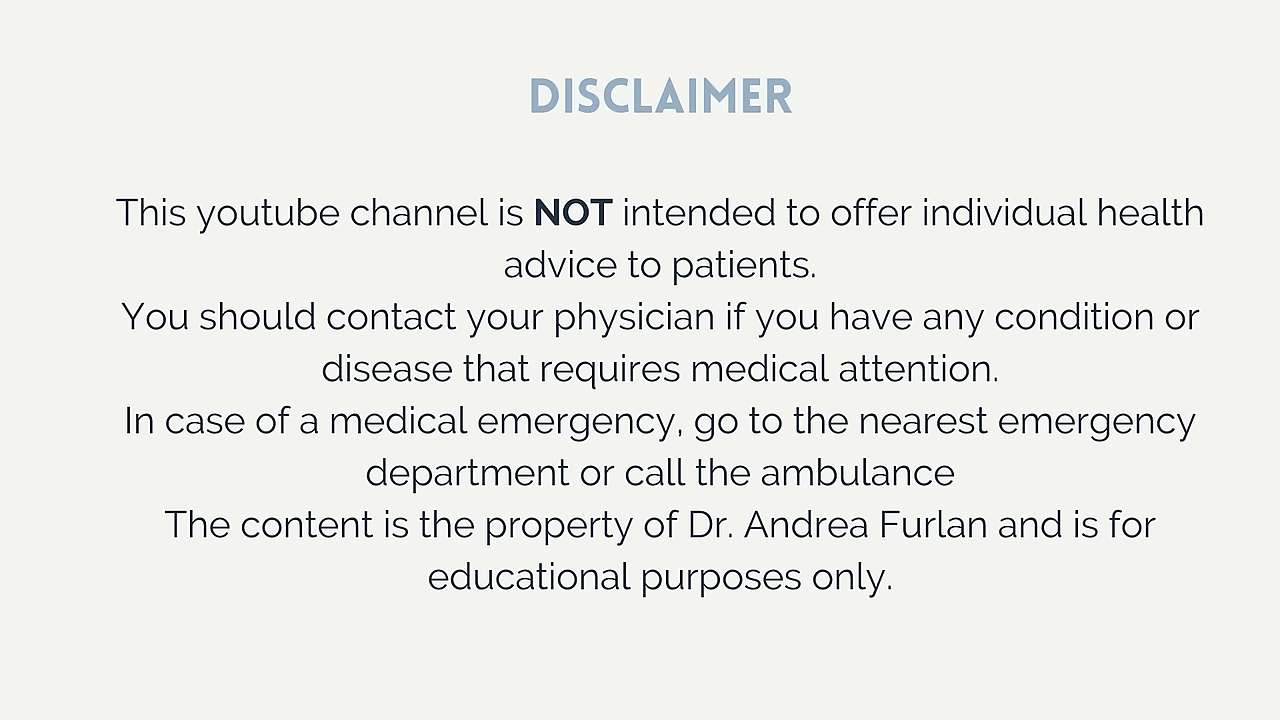 DISCLAIMER
This youtube channel is NOT intended to offer individual health
advice to patients.
You should contact your physician if you have any condition or
disease that requires medical attention.
In case of a medical emergency, go to the nearest emergency
department or call the ambulance
The content is the property of Dr. Andrea Furlan and is for
educational purposes only.